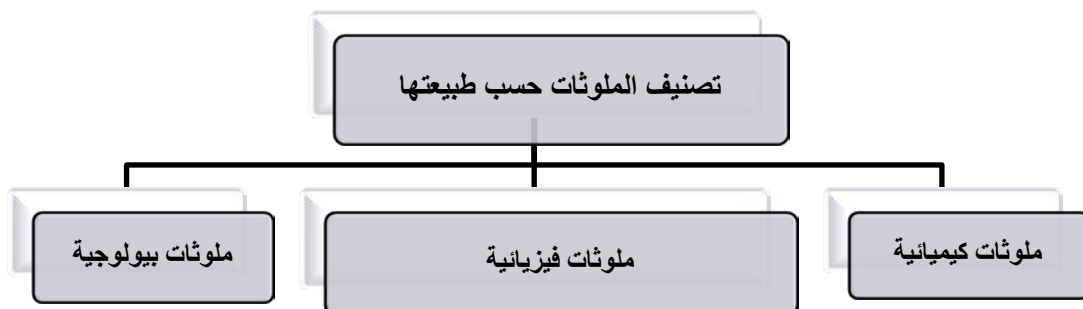 تصنيف الملوثات حسب طبيعتها
ملوثات كيميائية
ملوثات فيزيائية
ملوثات بيولوجية